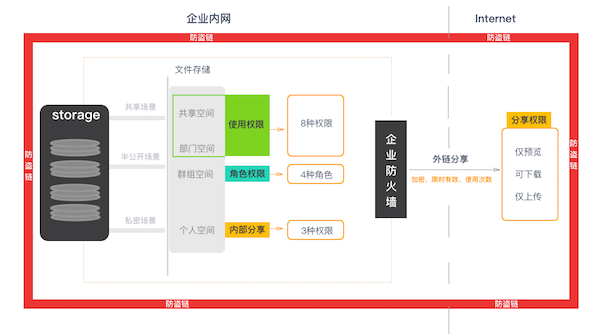 企业内网
Internet
防盗链
防盗链
文件存储
storage
共享场景
半公开场景
私密场景
共享空间
部门空间
群组空间
个人空间
使用权限
角色权限
内部分享
8种权限
4种角色
3种权限
企业防火墙
外链分享
加密、限时有效、使用次数
分享权限
仅预览
可下载
仅上传
防盗链
防盗链
防盗链
防盗链